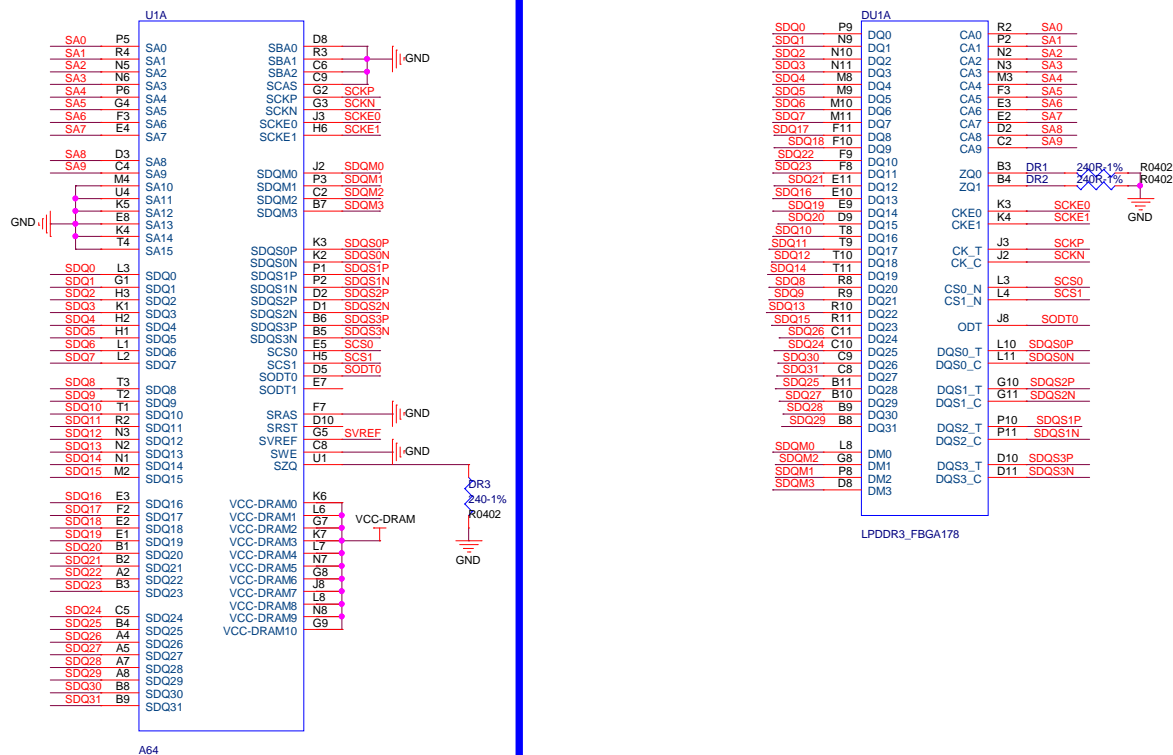 U1A
SA0 P5 SA0
SA1 R4 SA1
SA2 N5 SA2
SA3 N6 SA3
SA4 P6 SA4
SA5 G4 SA5
SA6 F3 SA6
SA7 E4 SA7
SA8 D3 SA8
SA9 C4 SA9
M4 SA10
U4 SA11
K5 SA12
GND E8 SA13
K4 SA14
T4 SA15
SDQ0 L3 SDQ0
SDQ1 G1 SDQ1
SDQ2 H3 SDQ2
SDQ3 K1 SDQ3
SDQ4 H2 SDQ4
SDQ5 H1 SDQ5
SDQ6 L1 SDQ6
SDQ7 L2 SDQ7
SDQ8 T3 SDQ8
SDQ9 T2 SDQ9
SDQ10 T1 SDQ10
SDQ11 R2 SDQ11
SDQ12 N3 SDQ12
SDQ13 N2 SDQ13
SDQ14 N1 SDQ14
SDQ15 M2 SDQ15
SDQ16 E3 SDQ16
SDQ17 F2 SDQ17
SDQ18 E2 SDQ18
SDQ19 E1 SDQ19
SDQ20 B1 SDQ20
SDQ21 B2 SDQ21
SDQ22 A2 SDQ22
SDQ23 B3 SDQ23
SDQ24 C5 SDQ24
SDQ25 B4 SDQ25
SDQ26 A4 SDQ26
SDQ27 A5 SDQ27
SDQ28 A7 SDQ28
SDQ29 A8 SDQ29
SDQ30 B8 SDQ30
SDQ31 B9 SDQ31
SBA0 D8
SBA1 R3 GND
SBA2 C6
SCAS C9
SCKP G2 SCKP
SCKN G3 SCKN
SCKE0 J3 SCKE0
SCKE1 H6 SCKE1
SDQM0 J2 SDQM0
SDQM1 P3 SDQM1
SDQM2 C2 SDQM2
SDQM3 B7 SDQM3
SDQS0P K3 SDQS0P
SDQS0N K2 SDQS0N
SDQS1P P1 SDQS1P
SDQS1N P2 SDQS1N
SDQS2P D2 SDQS2P
SDQS2N D1 SDQS2N
SDQS3P B6 SDQS3P
SDQS3N B5 SDQS3N
SCS0 E5 SCS0
SCS1 H5 SCS1
SODT0 D5 SODT0
SODT1 E7
SRAS F7 GND
SRST D10
SVREF G5 SVREF
SWE C8 GND
SZQ U1
DR3
240-1%
R0402
GND
VCC-DRAM0 K6
VCC-DRAM1 L6
VCC-DRAM2 G7
VCC-DRAM3 K7 VCC-DRAM
VCC-DRAM4 L7
VCC-DRAM5 N7
VCC-DRAM6 G8
VCC-DRAM7 J8
VCC-DRAM8 L8
VCC-DRAM9 N8
VCC-DRAM10 G9
A64
DU1A
SDQ0 P9 DQ0
SDQ1 N9 DQ1
SDQ2 N10 DQ2
SDQ3 N11 DQ3
SDQ4 M8 DQ4
SDQ5 M9 DQ5
SDQ6 M10 DQ6
SDQ7 M11 DQ7
SDQ17 F11 DQ8
SDQ18 F10 DQ9
SDQ22 F9 DQ10
SDQ23 F8 DQ11
SDQ21 E11 DQ12
SDQ16 E10 DQ13
SDQ19 E9 DQ14
SDQ20 D9 DQ15
SDQ10 T8 DQ16
SDQ11 T9 DQ17
SDQ12 T10 DQ18
SDQ14 T11 DQ19
SDQ8 R8 DQ20
SDQ9 R9 DQ21
SDQ13 R10 DQ22
SDQ15 R11 DQ23
SDQ26 C11 DQ24
SDQ24 C10 DQ25
SDQ30 C9 DQ26
SDQ31 C8 DQ27
SDQ25 B11 DQ28
SDQ27 B10 DQ29
SDQ28 B9 DQ30
SDQ29 B8 DQ31
SDQM0 L8 DM0
SDQM2 G8 DM1
SDQM1 P8 DM2
SDQM3 D8 DM3
CA0 R2 SA0
CA1 P2 SA1
CA2 N2 SA2
CA3 N3 SA3
CA4 M3 SA4
CA5 F3 SA5
CA6 E3 SA6
CA7 E2 SA7
CA8 D2 SA8
CA9 C2 SA9
ZQ0 B3 DR1 240R-1% R0402
ZQ1 B4 DR2 240R-1% R0402
GND
CKE0 K3 SCKE0
CKE1 K4 SCKE1
CK_T J3 SCKP
CK_C J2 SCKN
CS0_N L3 SCS0
CS1_N L4 SCS1
ODT J8 SODT0
DQS0_T L10 SDQS0P
DQS0_C L11 SDQS0N
DQS1_T G10 SDQS2P
DQS1_C G11 SDQS2N
DQS2_T P10 SDQS1P
DQS2_C P11 SDQS1N
DQS3_T D10 SDQS3P
DQS3_C D11 SDQS3N
LPDDR3_FBGA178